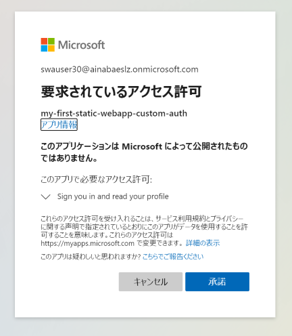 Microsoft
swauser30@ainabaeslz.onmicrosoft.com
要求されているアクセス許可
my-first-static-webapp-custom-auth
アプリ情報
このアプリケーションは Microsoft によって公開されたもの
ではありません。
このアプリで必要なアクセス許可:
Sign you in and read your profile
これらのアクセス許可を受け入れることは、サービス利用規約とプライバシー
に関する声明で指定されているとおりにこのアプリがデータを使用することを許
可することを意味します。これらのアクセス許可は
https://myapps.microsoft.com で変更できます。 詳細の表示
このアプリは疑わしいと思われますか? こちらでご報告ください
キャンセル
承諾